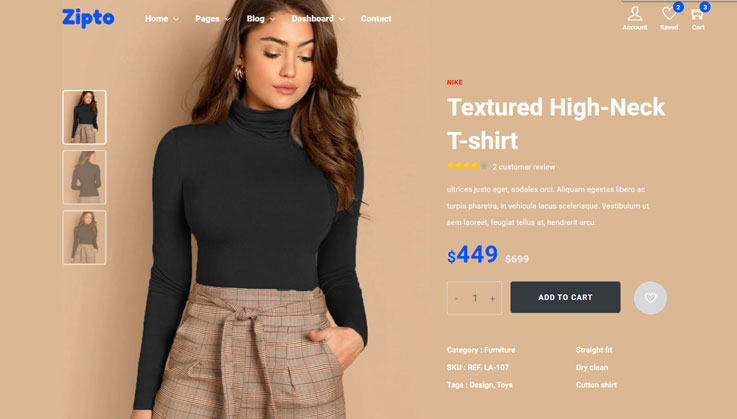 Zipto
Home Pages Blog Dashboard Contact
2 3
Account Saved Cart
NIKE
Textured High-Neck
T-shirt
2 customer review
ultrices justo eget, sodales orci. Aliquam egestas libero ac
turpis pharetra, in vehicula lacus scelerisque. Vestibulum ut
sem laoreet, feugiat tellus at, hendrerit arcu.
$449 $699
- 1 + ADD TO CART
Category : Furniture Straight fit
SKU : REF. LA-107 Dry clean
Tags : Design, Toys Cutton shirt